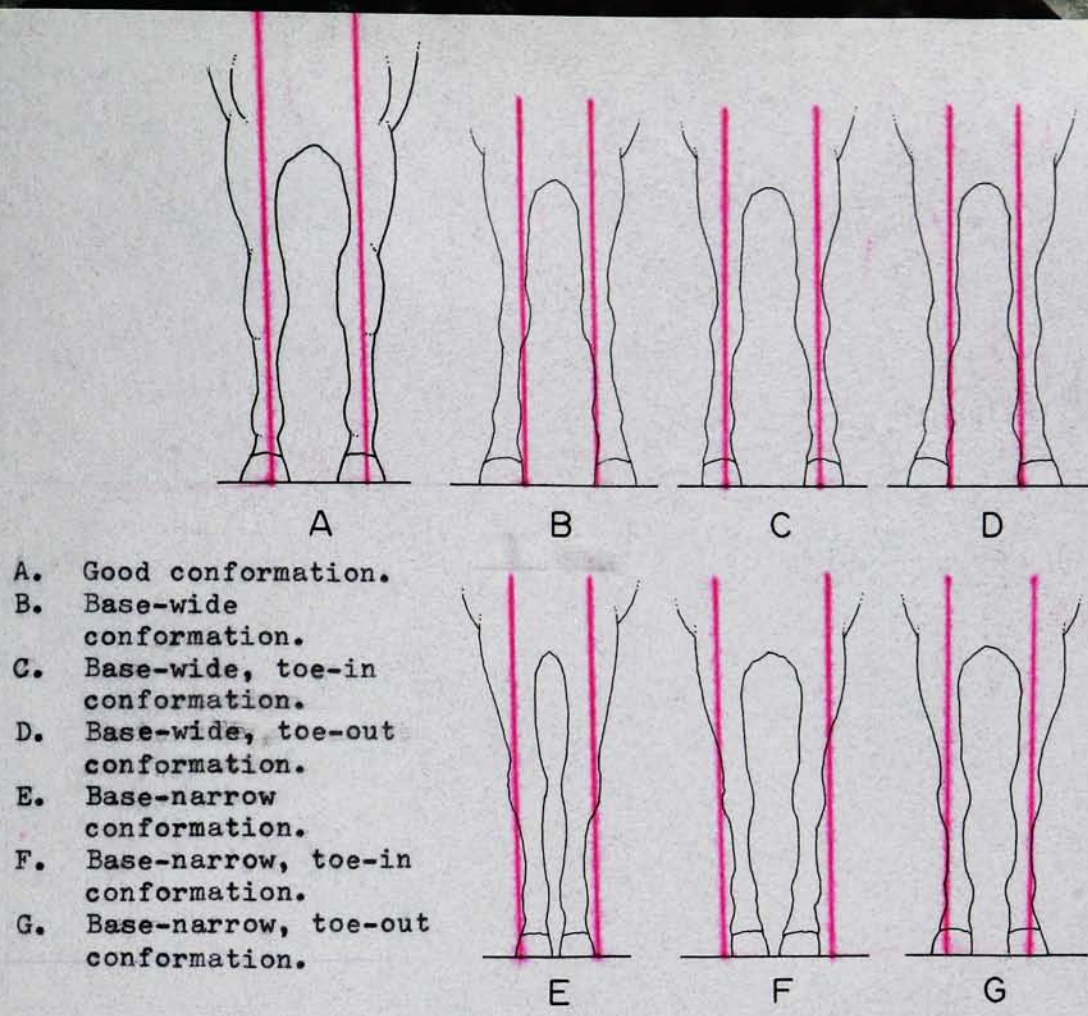 A
B
C
D
A. Good conformation.
B. Base-wide
conformation.
C. Base-wide, toe-in
conformation.
D. Base-wide, toe-out
conformation.
E. Base-narrow
conformation.
F. Base-narrow, toe-in
conformation.
G. Base-narrow, toe-out
conformation.
E
F
G